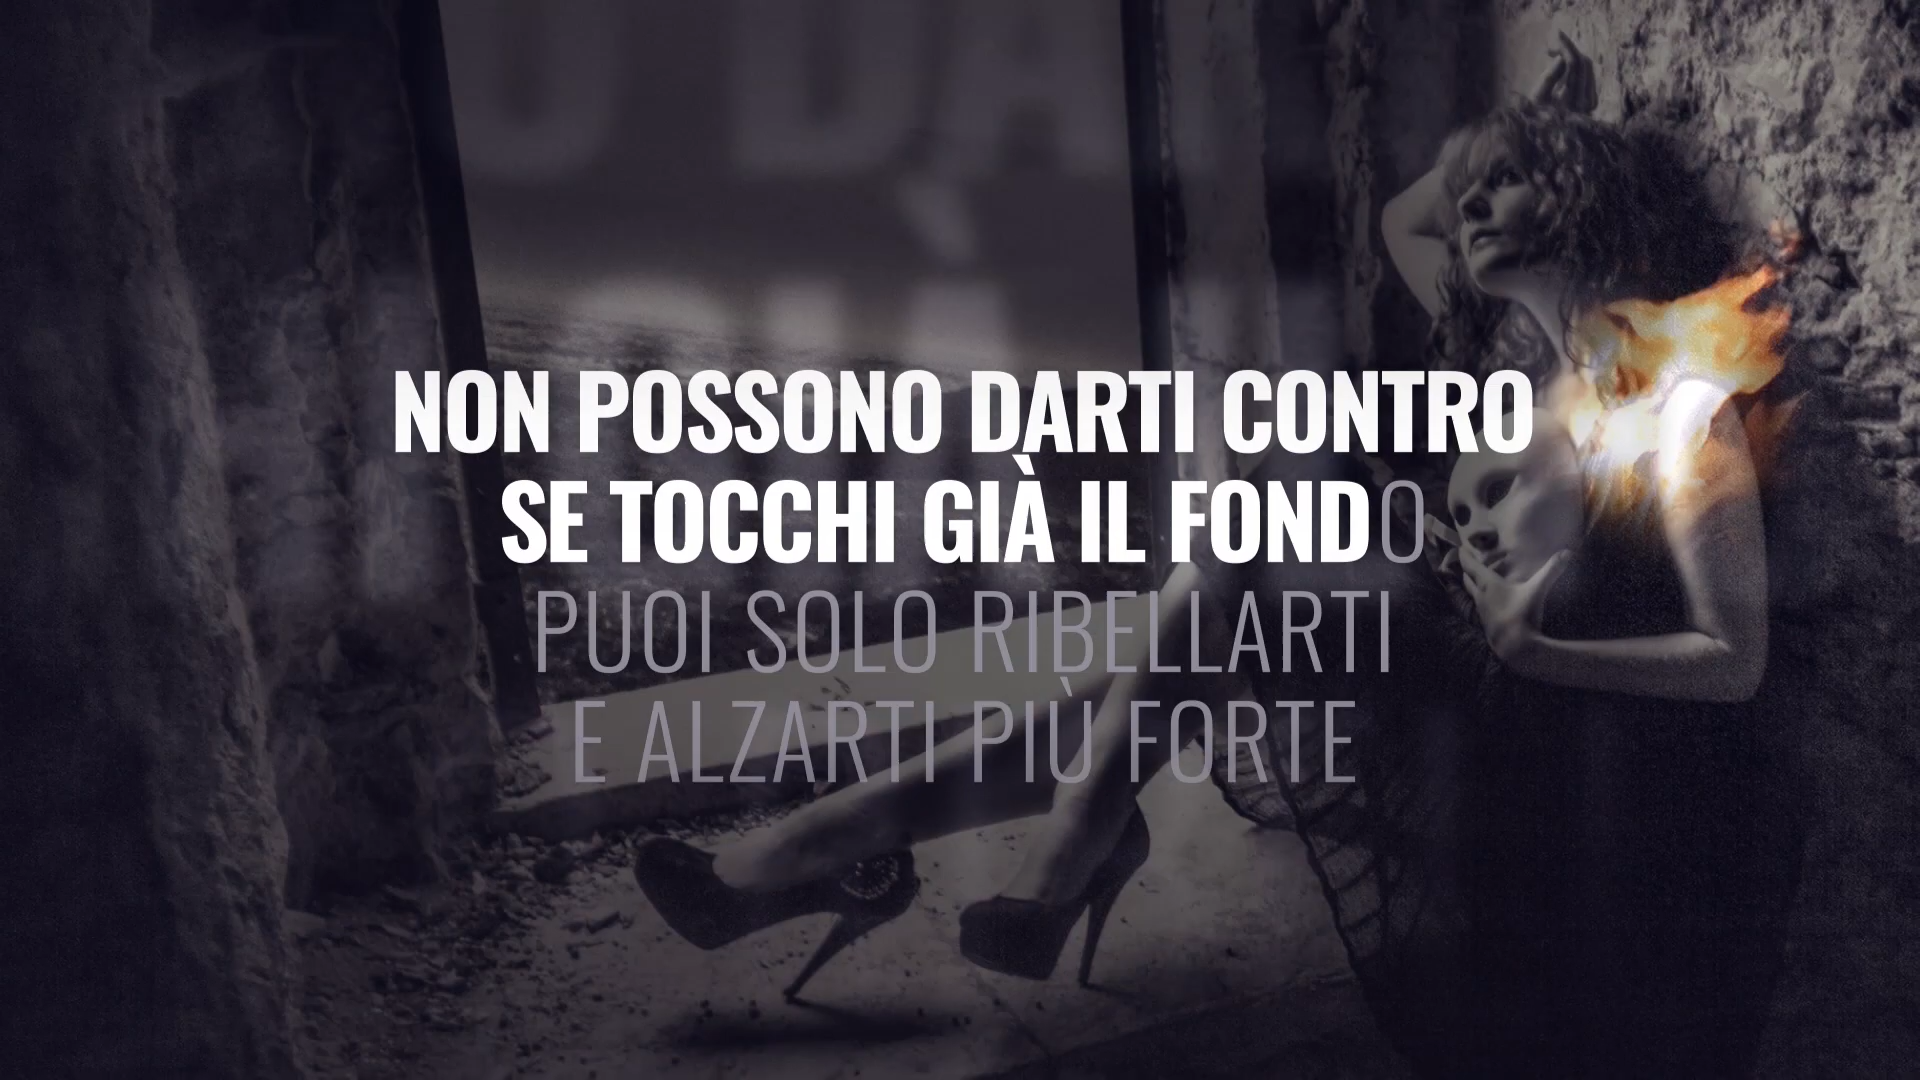 NON POSSONO DARTI CONTRO
SE TOCCHI GIÀ IL FONDO
PUOI SOLO RIBELLARTI
E ALZARTI PIÙ FORTE